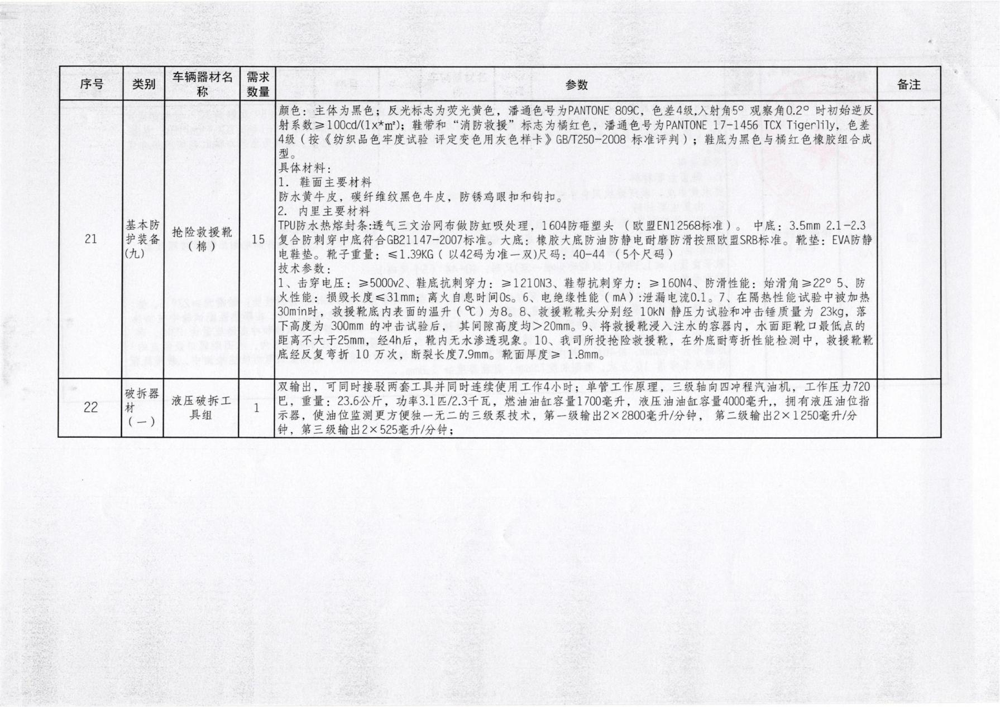 序号 类别 车辆器材名称 需求数量 参数 备注
21 基本防护装备(九) 抢险救援靴(棉) 15
颜色：主体为黑色；反光标志为荧光黄色，潘通色号为PANTONE 809C，色差4级,入射角5° 观察角0.2° 时初始逆反
射系数≥100cd/(1x*m²)；鞋带和“消防救援”标志为橘红色，潘通色号为PANTONE 17-1456 TCX Tigerlily，色差
4级（按《纺织品色牢度试验 评定变色用灰色样卡》GB/T250-2008 标准评判）；鞋底为黑色与橘红色橡胶组合成
型。
具体材料：
1. 鞋面主要材料
防水黄牛皮，碳纤维纹黑色牛皮，防锈鸡眼扣和钩扣。
2. 内里主要材料
TPU防水热熔封条:透气三文治网布做防虹吸处理，1604防砸塑头 （欧盟EN12568标准）。 中底：3.5mm 2.1-2.3
复合防刺穿中底符合GB21147-2007标准。大底：橡胶大底防油防静电耐磨防滑按照欧盟SRB标准。靴垫：EVA防静
电鞋垫。靴子重量：≤1.39KG（ 以42码为准一双)尺码：40-44 （5个尺码）
技术参数：
1、击穿电压：≥5000v2、鞋底抗刺穿力：≥1210N3、鞋帮抗刺穿力：≥160N4、防滑性能：始滑角≥22° 5、防
火性能：损毁长度≤31mm；离火自息时间0s。6、电绝缘性能（mA）:泄漏电流0.1。7、在隔热性能试验中被加热
30min时，救援靴底内表面的温升（℃）为8。8、救援靴靴头分别经 10kN 静压力试验和冲击锤质量为 23kg，落
下高度为 300mm 的冲击试验后，其间隙高度均＞20mm。9、将救援靴浸入注水的容器内，水面距靴口最低点的
距离不大于25mm，经4h后，靴内无水渗透现象。10、我司所投抢险救援靴，在外底耐弯折性能检测中，救援靴靴
底经反复弯折 10 万次，断裂长度7.9mm。靴面厚度≥ 1.8mm。
22 破拆器材（一） 液压破拆工具组 1
双输出，可同时接驳两套工具并同时连续使用工作4小时；单管工作原理，三级轴向四冲程汽油机，工作压力720
巴，重量：23.6公斤，功率3.1匹/2.3千瓦，燃油油缸容量1700毫升，液压油油缸容量4000毫升,，拥有液压油位指
示器，使油位监测更方便独一无二的三级泵技术，第一级输出2×2800毫升/分钟， 第二级输出2×1250毫升/分
钟，第三级输出2×525毫升/分钟；